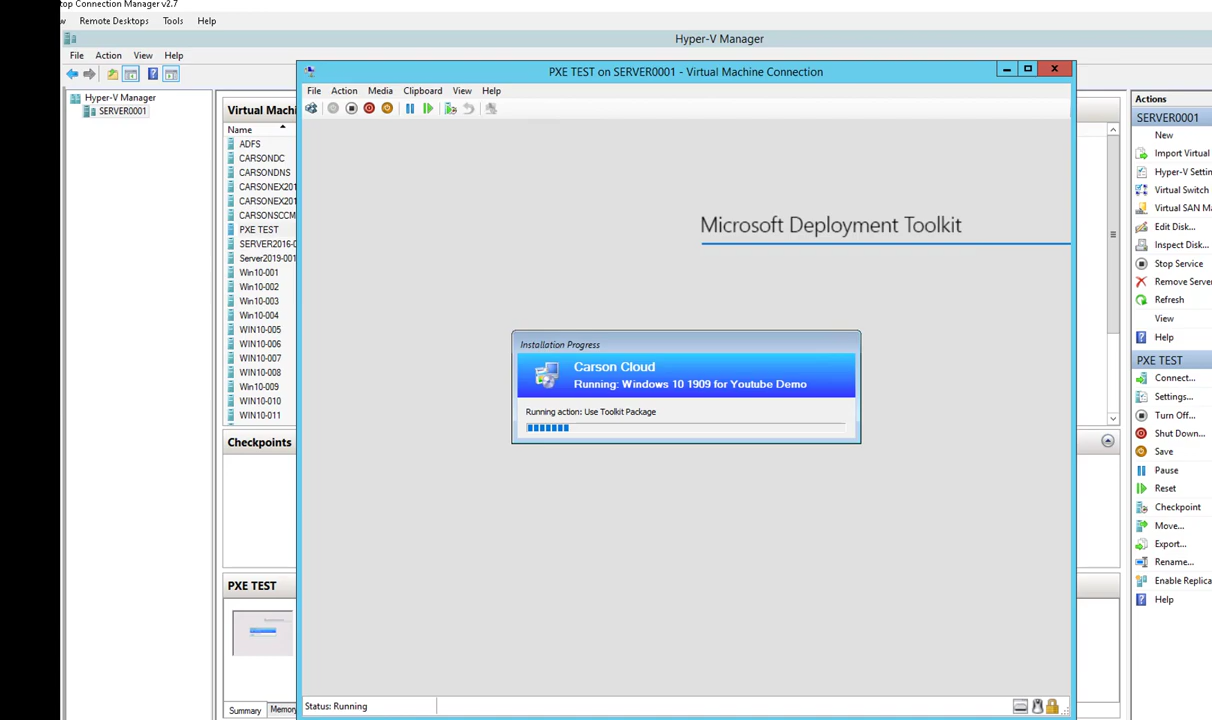 top Connection Manager v2.7
w Remote Desktops Tools Help
Hyper-V Manager
File Action View Help
Hyper-V Manager
SERVER0001
Virtual Machi
Name
ADFS
CARSONDC
CARSONDNS
CARSONEX201
CARSONEX201
CARSONSCCM
PXE TEST
SERVER2016-0
Server2019-001
Win10-001
Win10-002
Win10-003
Win10-004
WIN10-005
WIN10-006
WIN10-007
WIN10-008
Win10-009
WIN10-010
WIN10-011
Checkpoints
PXE TEST
Summary Memory
PXE TEST on SERVER0001 - Virtual Machine Connection
File Action Media Clipboard View Help
Microsoft Deployment Toolkit
Installation Progress
Carson Cloud
Running: Windows 10 1909 for Youtube Demo
Running action: Use Toolkit Package
Status: Running
Actions
SERVER0001
New
Import Virtual
Hyper-V Settin
Virtual Switch
Virtual SAN Ma
Edit Disk...
Inspect Disk...
Stop Service
Remove Server
Refresh
View
Help
PXE TEST
Connect...
Settings...
Turn Off...
Shut Down...
Save
Pause
Reset
Checkpoint
Move...
Export...
Rename...
Enable Replica
Help